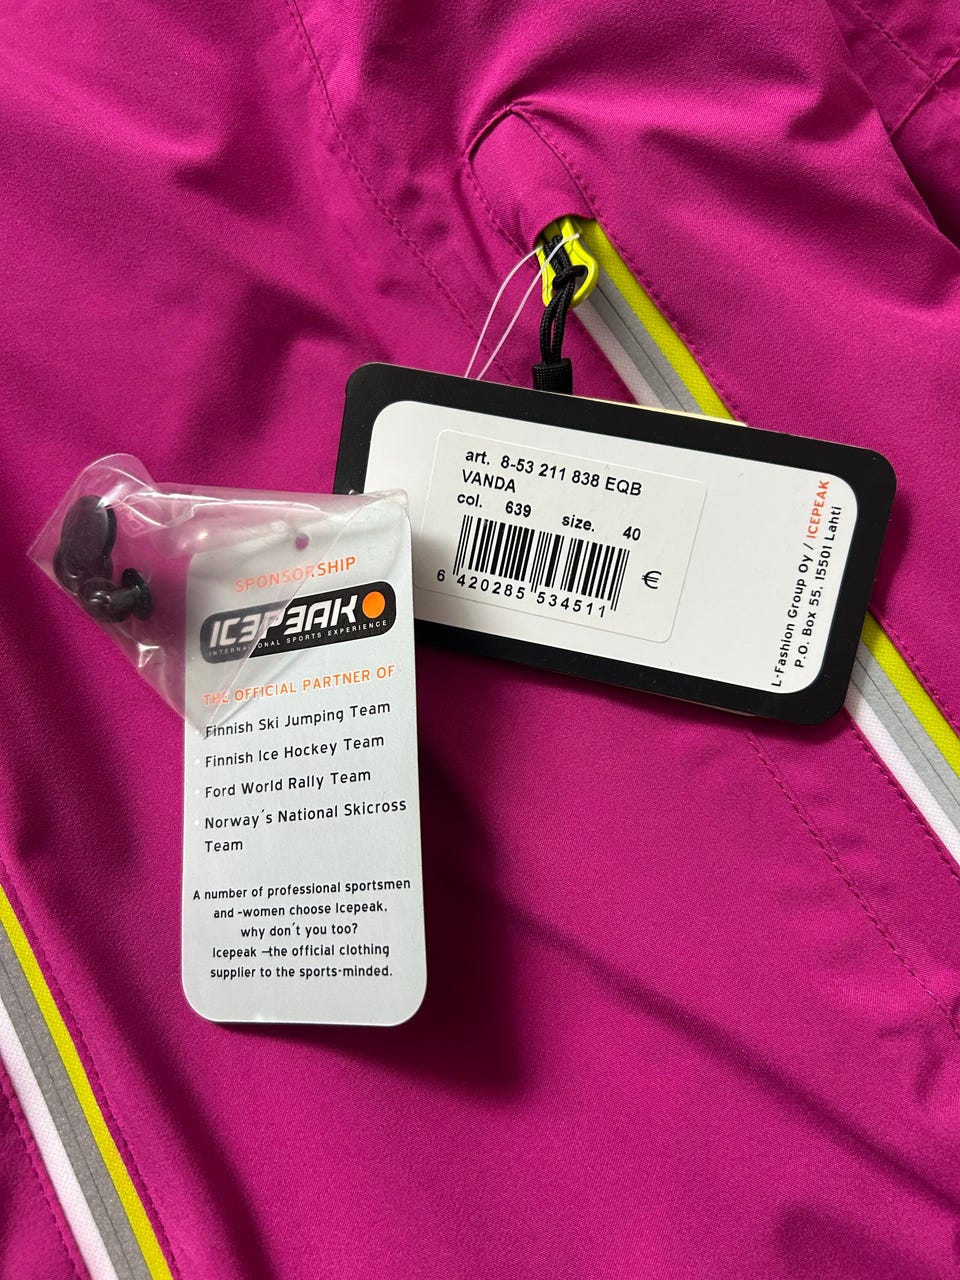 art. 8-53 211 838 EQB
VANDA
col. 639 size. 40
6 420285 534511
€
L-Fashion Group Oy / ICEPEAK
P.O. Box 55, 15501 Lahti
SPONSORSHIP
ICEPEAK
INTERNATIONAL SPORTS EXPERIENCE
THE OFFICIAL PARTNER OF
Finnish Ski Jumping Team
Finnish Ice Hockey Team
Ford World Rally Team
Norway´s National Skicross
Team
A number of professional sportsmen
and -women choose Icepeak,
why don´t you too?
Icepeak –the official clothing
supplier to the sports-minded.